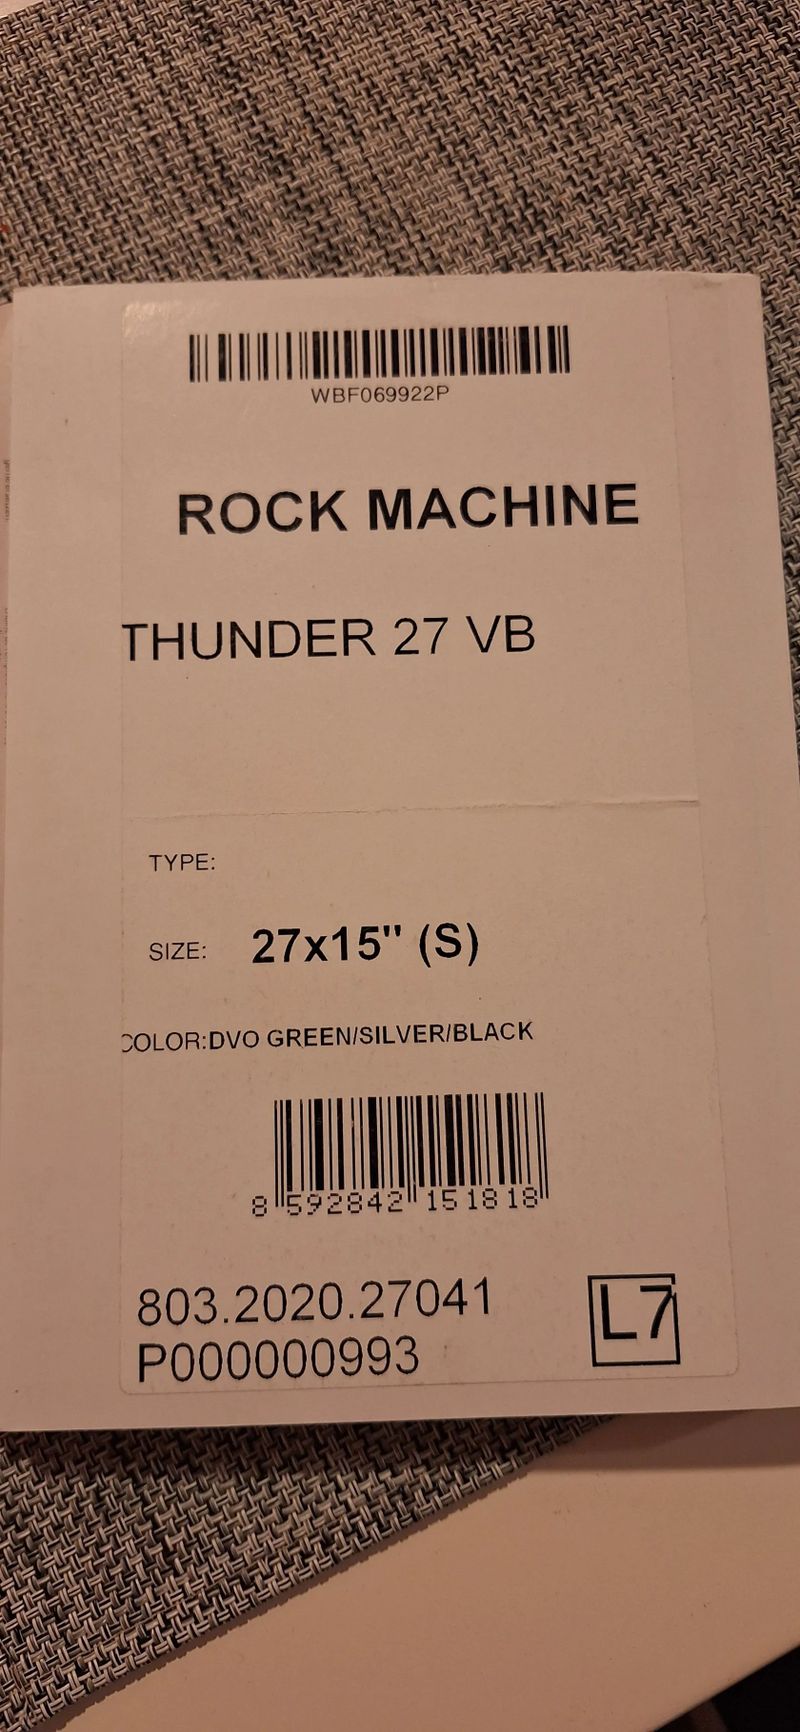 WBF069922P
ROCK MACHINE
THUNDER 27 VB
TYPE:
SIZE: 27x15" (S)
COLOR:DVO GREEN/SILVER/BLACK
8 592842 151818
803.2020.27041
P000000993
L7